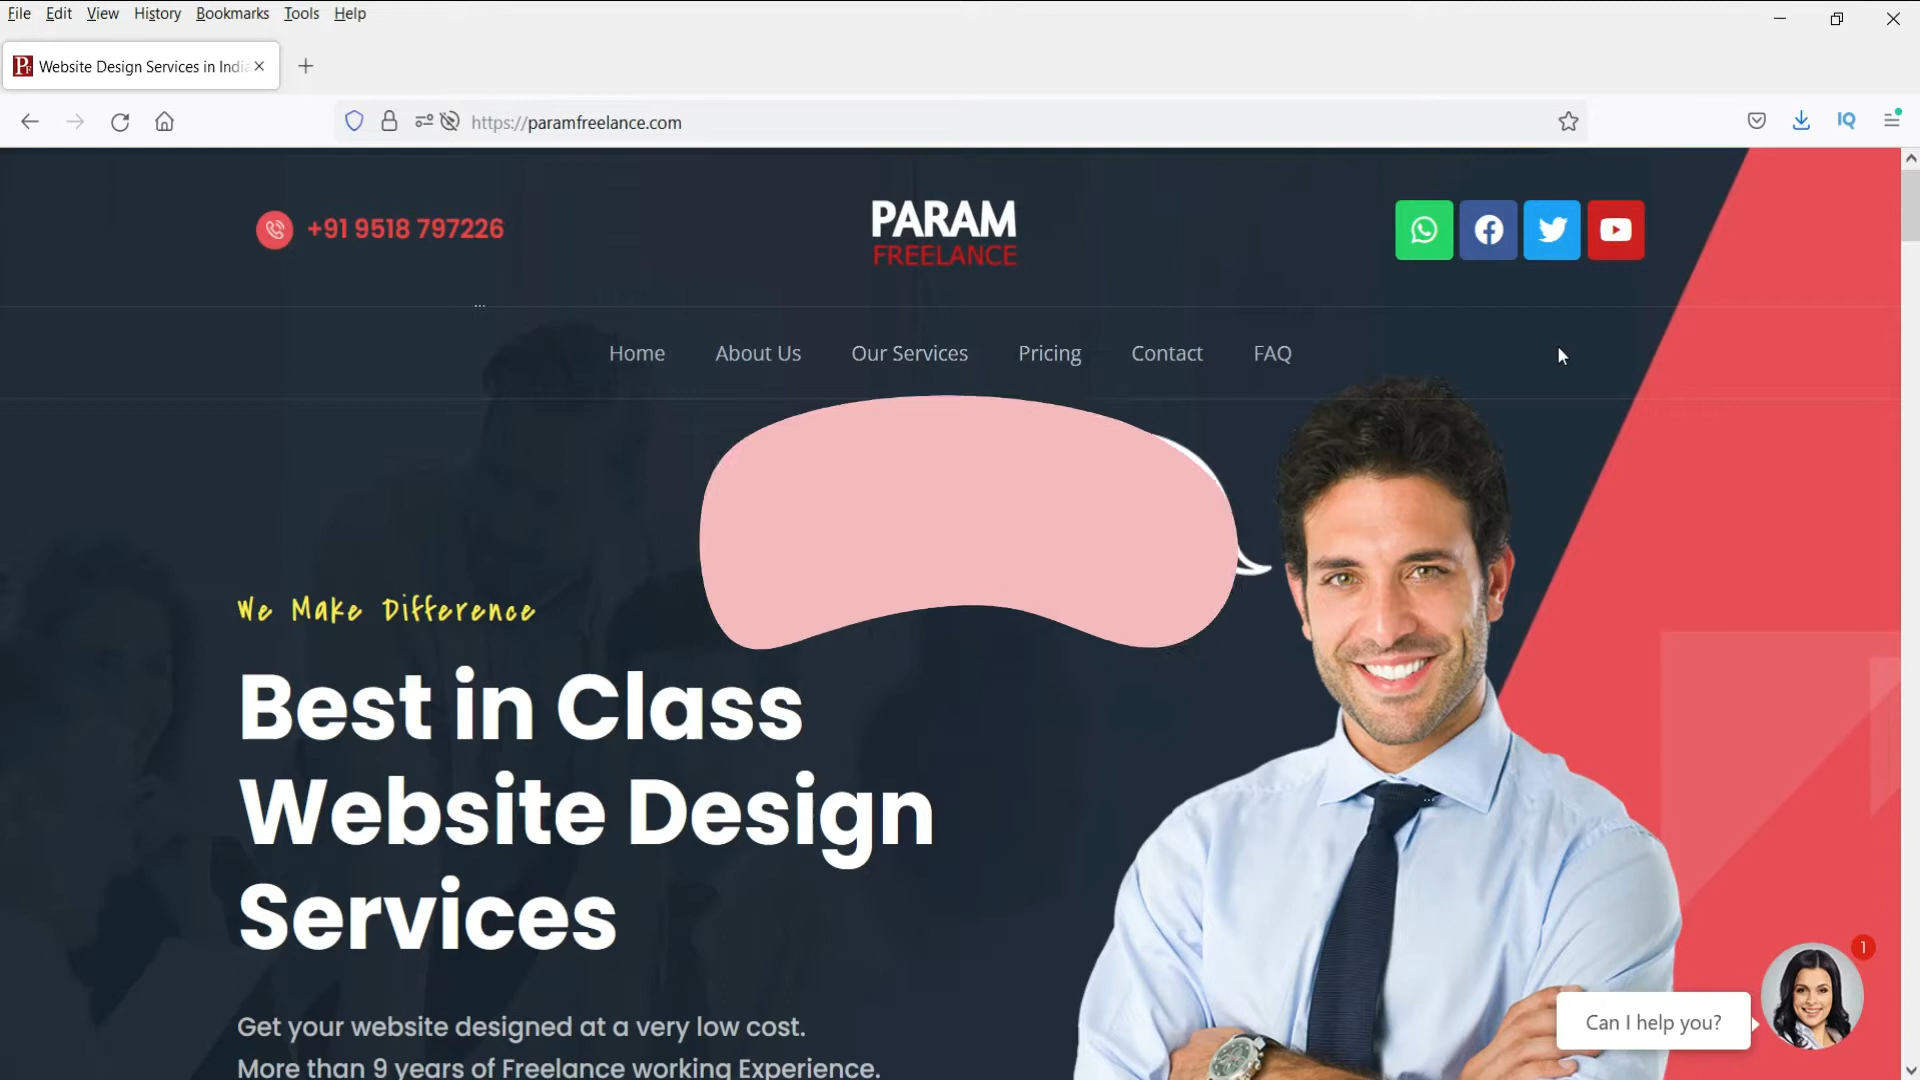 File Edit View History Bookmarks Tools Help
Website Design Services in India
https://paramfreelance.com
IQ
+91 9518 797226
PARAM
FREELANCE
Home About Us Our Services Pricing Contact FAQ
We Make Difference
Best in Class
Website Design
Services
Get your website designed at a very low cost.
More than 9 years of Freelance working Experience.
1
Can I help you?